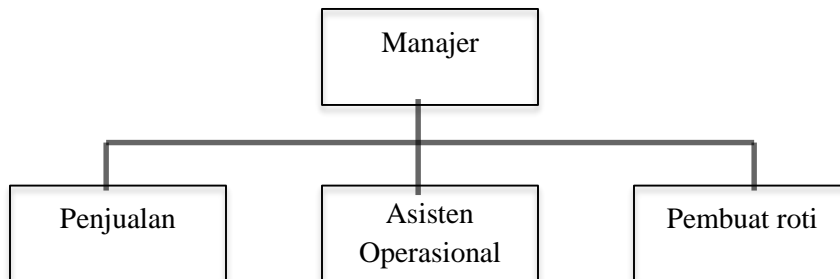 Manajer
Penjualan
Asisten
Operasional
Pembuat roti